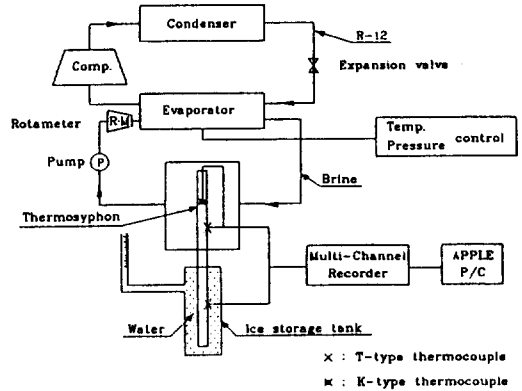 Condenser
R-12
Comp.
Expansion valve
Evaporator
Rotameter
R·M
Temp.
Pressure control
Pump
P
Brine
Thermosyphon
Multi-Channel
Recorder
APPLE
P/C
Water
Ice storage tank
× : T-type thermocouple
: K-type thermocouple